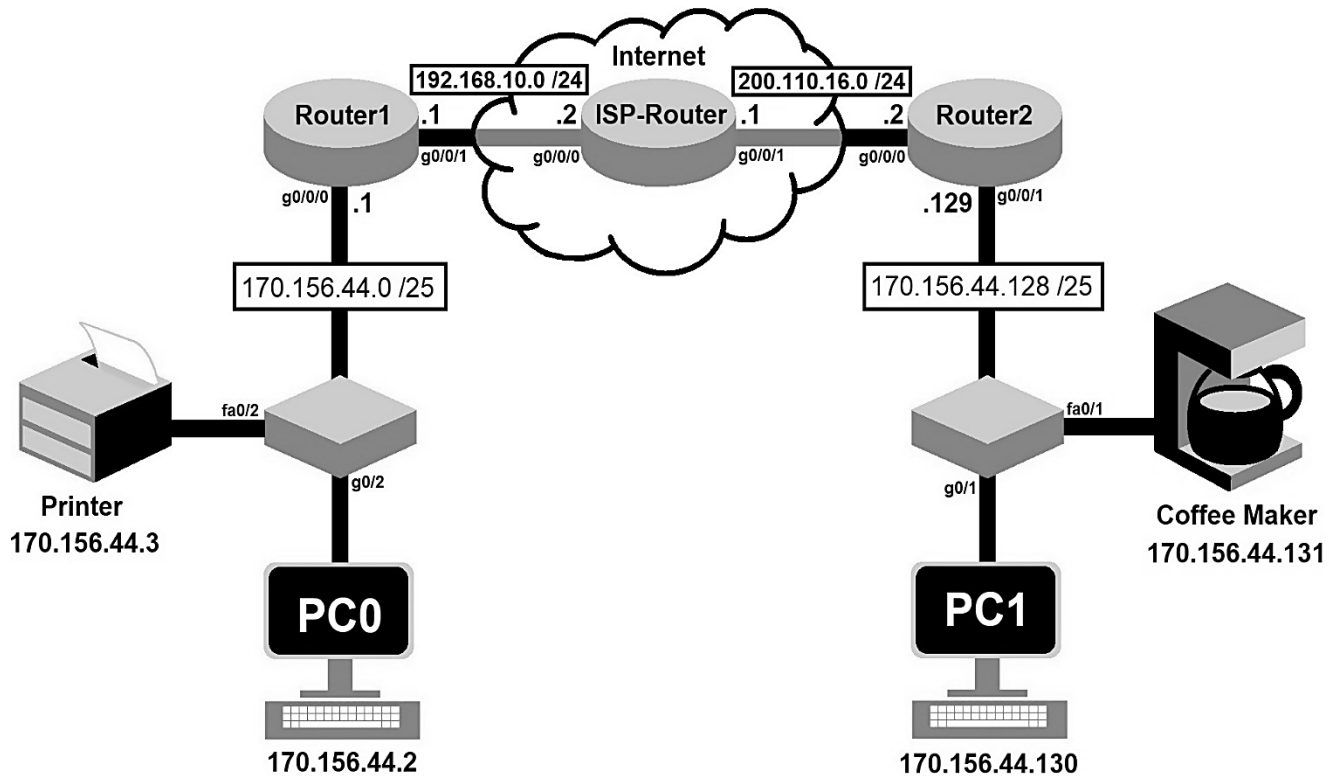 Internet
192.168.10.0 /24
200.110.16.0 /24
Router1
.1
.2
ISP-Router
.1
.2
Router2
g0/0/1
g0/0/0
g0/0/1
g0/0/0
g0/0/0
.1
.129
g0/0/1
170.156.44.0 /25
170.156.44.128 /25
fa0/2
fa0/1
g0/2
g0/1
Printer
170.156.44.3
Coffee Maker
170.156.44.131
PC0
PC1
170.156.44.2
170.156.44.130